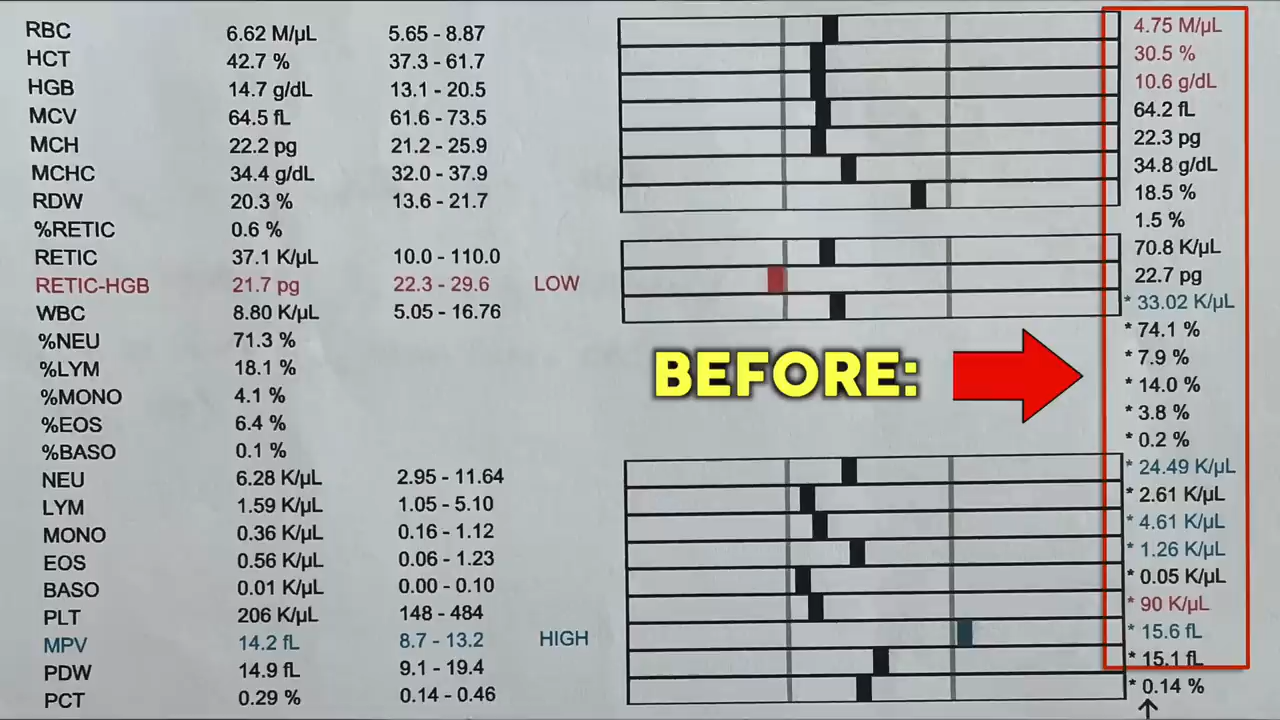 RBC 6.62 M/µL 5.65 - 8.87 4.75 M/µL
HCT 42.7 % 37.3 - 61.7 30.5 %
HGB 14.7 g/dL 13.1 - 20.5 10.6 g/dL
MCV 64.5 fL 61.6 - 73.5 64.2 fL
MCH 22.2 pg 21.2 - 25.9 22.3 pg
MCHC 34.4 g/dL 32.0 - 37.9 34.8 g/dL
RDW 20.3 % 13.6 - 21.7 18.5 %
%RETIC 0.6 % 1.5 %
RETIC 37.1 K/µL 10.0 - 110.0 70.8 K/µL
RETIC-HGB 21.7 pg 22.3 - 29.6 LOW 22.7 pg
WBC 8.80 K/µL 5.05 - 16.76 * 33.02 K/µL
%NEU 71.3 % * 74.1 %
%LYM 18.1 % * 7.9 %
BEFORE:
%MONO 4.1 % * 14.0 %
%EOS 6.4 % * 3.8 %
%BASO 0.1 % * 0.2 %
NEU 6.28 K/µL 2.95 - 11.64 * 24.49 K/µL
LYM 1.59 K/µL 1.05 - 5.10 * 2.61 K/µL
MONO 0.36 K/µL 0.16 - 1.12 * 4.61 K/µL
EOS 0.56 K/µL 0.06 - 1.23 * 1.26 K/µL
BASO 0.01 K/µL 0.00 - 0.10 * 0.05 K/µL
PLT 206 K/µL 148 - 484 * 90 K/µL
MPV 14.2 fL 8.7 - 13.2 HIGH * 15.6 fL
PDW 14.9 fL 9.1 - 19.4 * 15.1 fL
PCT 0.29 % 0.14 - 0.46 * 0.14 %